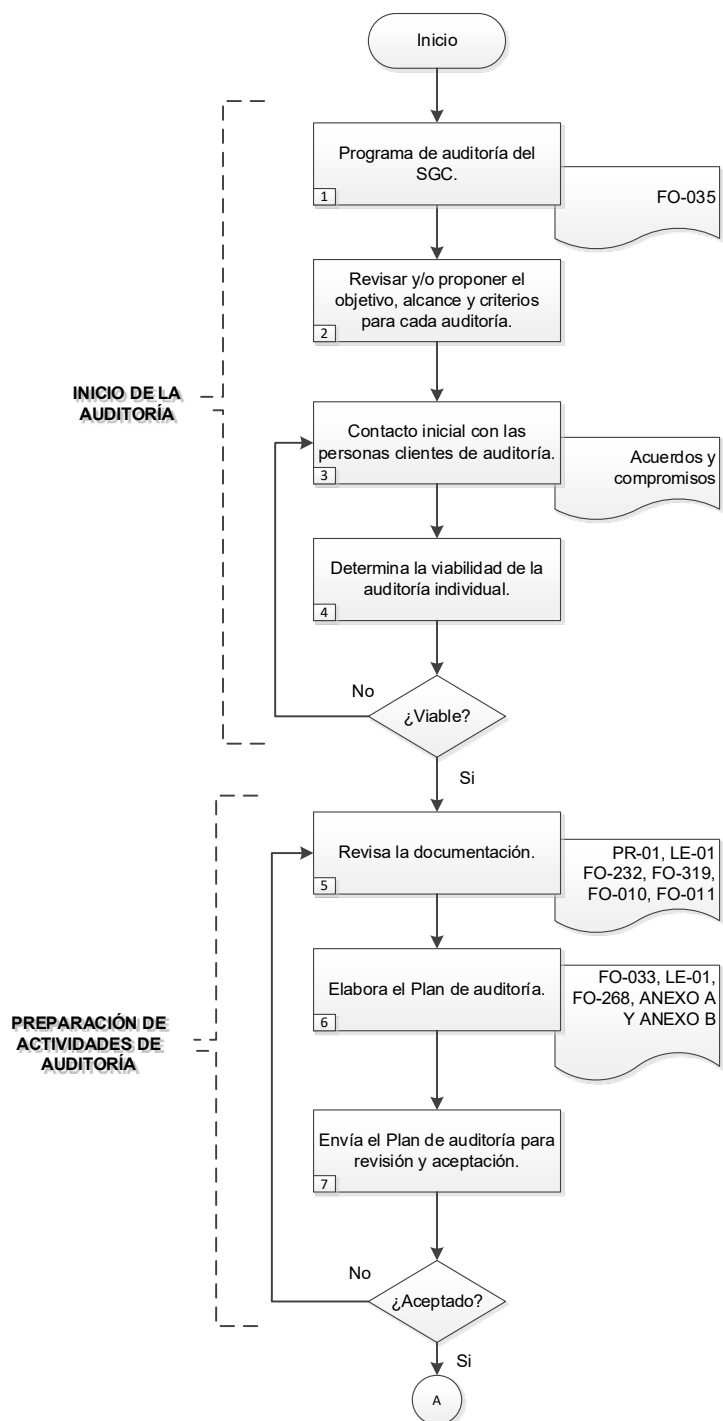 Inicio
Programa de auditoría del
SGC.
1
FO-035
Revisar y/o proponer el
objetivo, alcance y criterios
para cada auditoría.
2
INICIO DE LA
AUDITORÍA
Contacto inicial con las
personas clientes de auditoría.
3
Acuerdos y
compromisos
Determina la viabilidad de la
auditoría individual.
4
No
¿Viable?
Si
Revisa la documentación.
5
PR-01, LE-01
FO-232, FO-319,
FO-010, FO-011
Elabora el Plan de auditoría.
6
FO-033, LE-01,
FO-268, ANEXO A
Y ANEXO B
PREPARACIÓN DE
ACTIVIDADES DE
AUDITORÍA
Envía el Plan de auditoría para
revisión y aceptación.
7
No
¿Aceptado?
Si
A